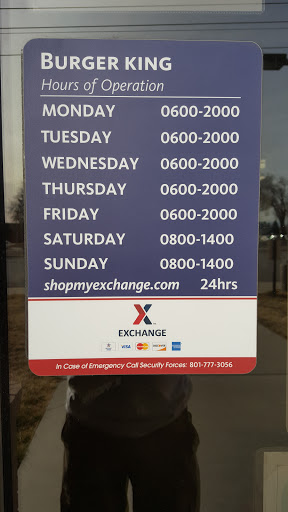 BURGER KING
Hours of Operation
MONDAY 0600-2000
TUESDAY 0600-2000
WEDNESDAY 0600-2000
THURSDAY 0600-2000
FRIDAY 0600-2000
SATURDAY 0800-1400
SUNDAY 0800-1400
shopmyexchange.com 24hrs
X
EXCHANGE
VISA
In Case of Emergency Call Security Forces: 801-777-3056